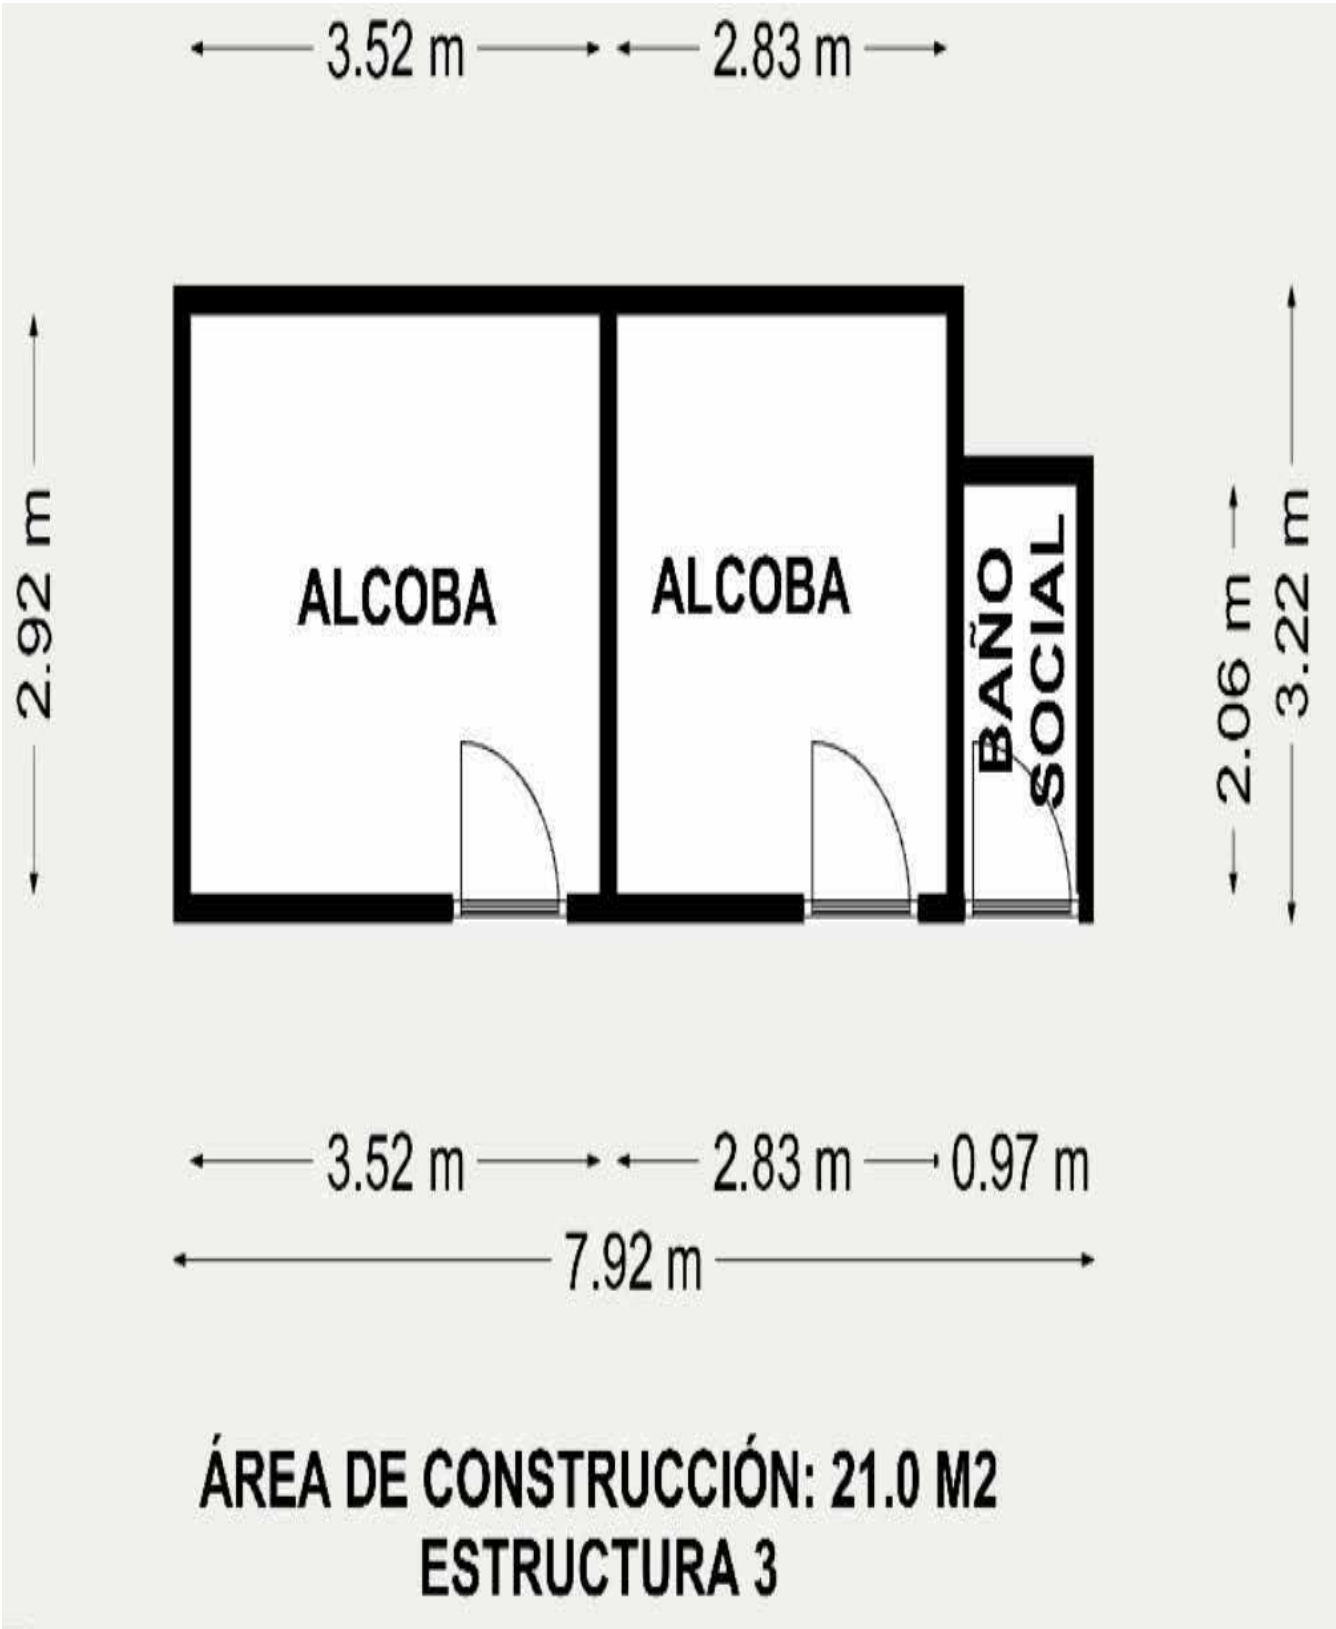 3.52 m
2.83 m
2.92 m
ALCOBA
ALCOBA
BAÑO
SOCIAL
2.06 m
3.22 m
3.52 m
2.83 m
0.97 m
7.92 m
ÁREA DE CONSTRUCCIÓN: 21.0 M2
ESTRUCTURA 3